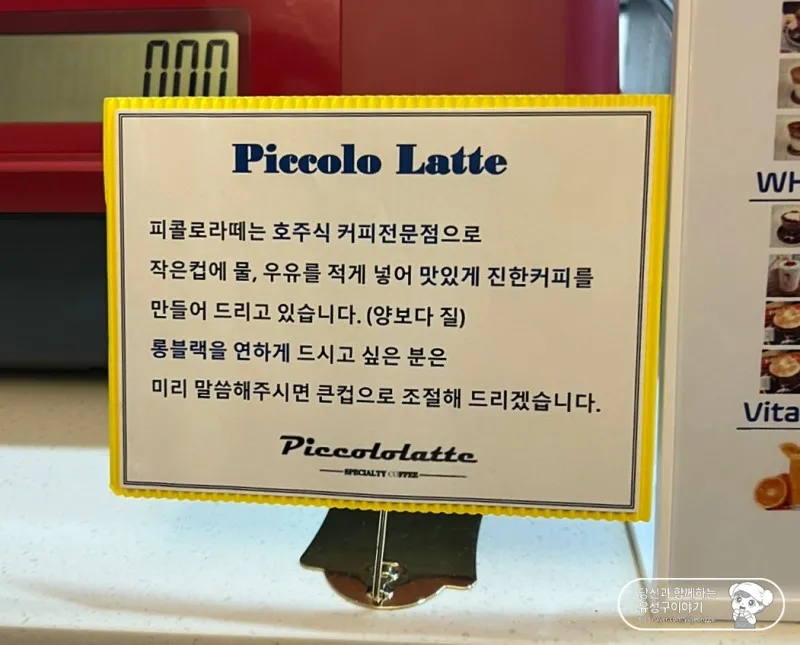 000
Piccolo Latte
피콜로라떼는 호주식 커피전문점으로
작은컵에 물, 우유를 적게 넣어 맛있게 진한커피를
만들어 드리고 있습니다. (양보다 질)
롱블랙을 연하게 드시고 싶은 분은
미리 말씀해주시면 큰컵으로 조절해 드리겠습니다.
Piccololatte
SPECIALTY COFFEE
WH
Vita
당신과 함께하는
유성구이야기